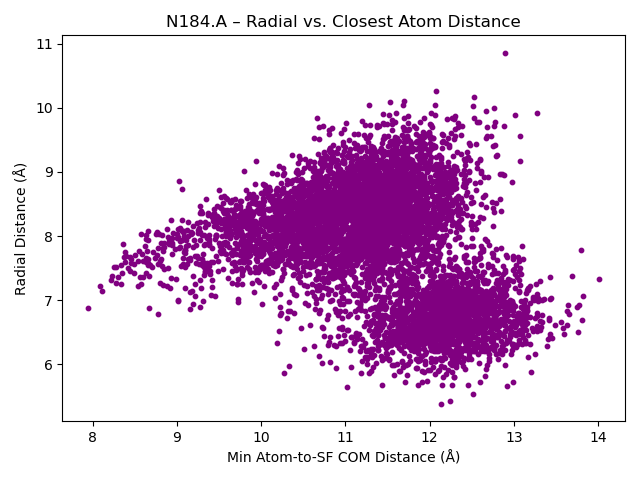 N184.A – Radial vs. Closest Atom Distance
11
10
9
8
7
6
Radial Distance (Å)
8 9 10 11 12 13 14
Min Atom-to-SF COM Distance (Å)